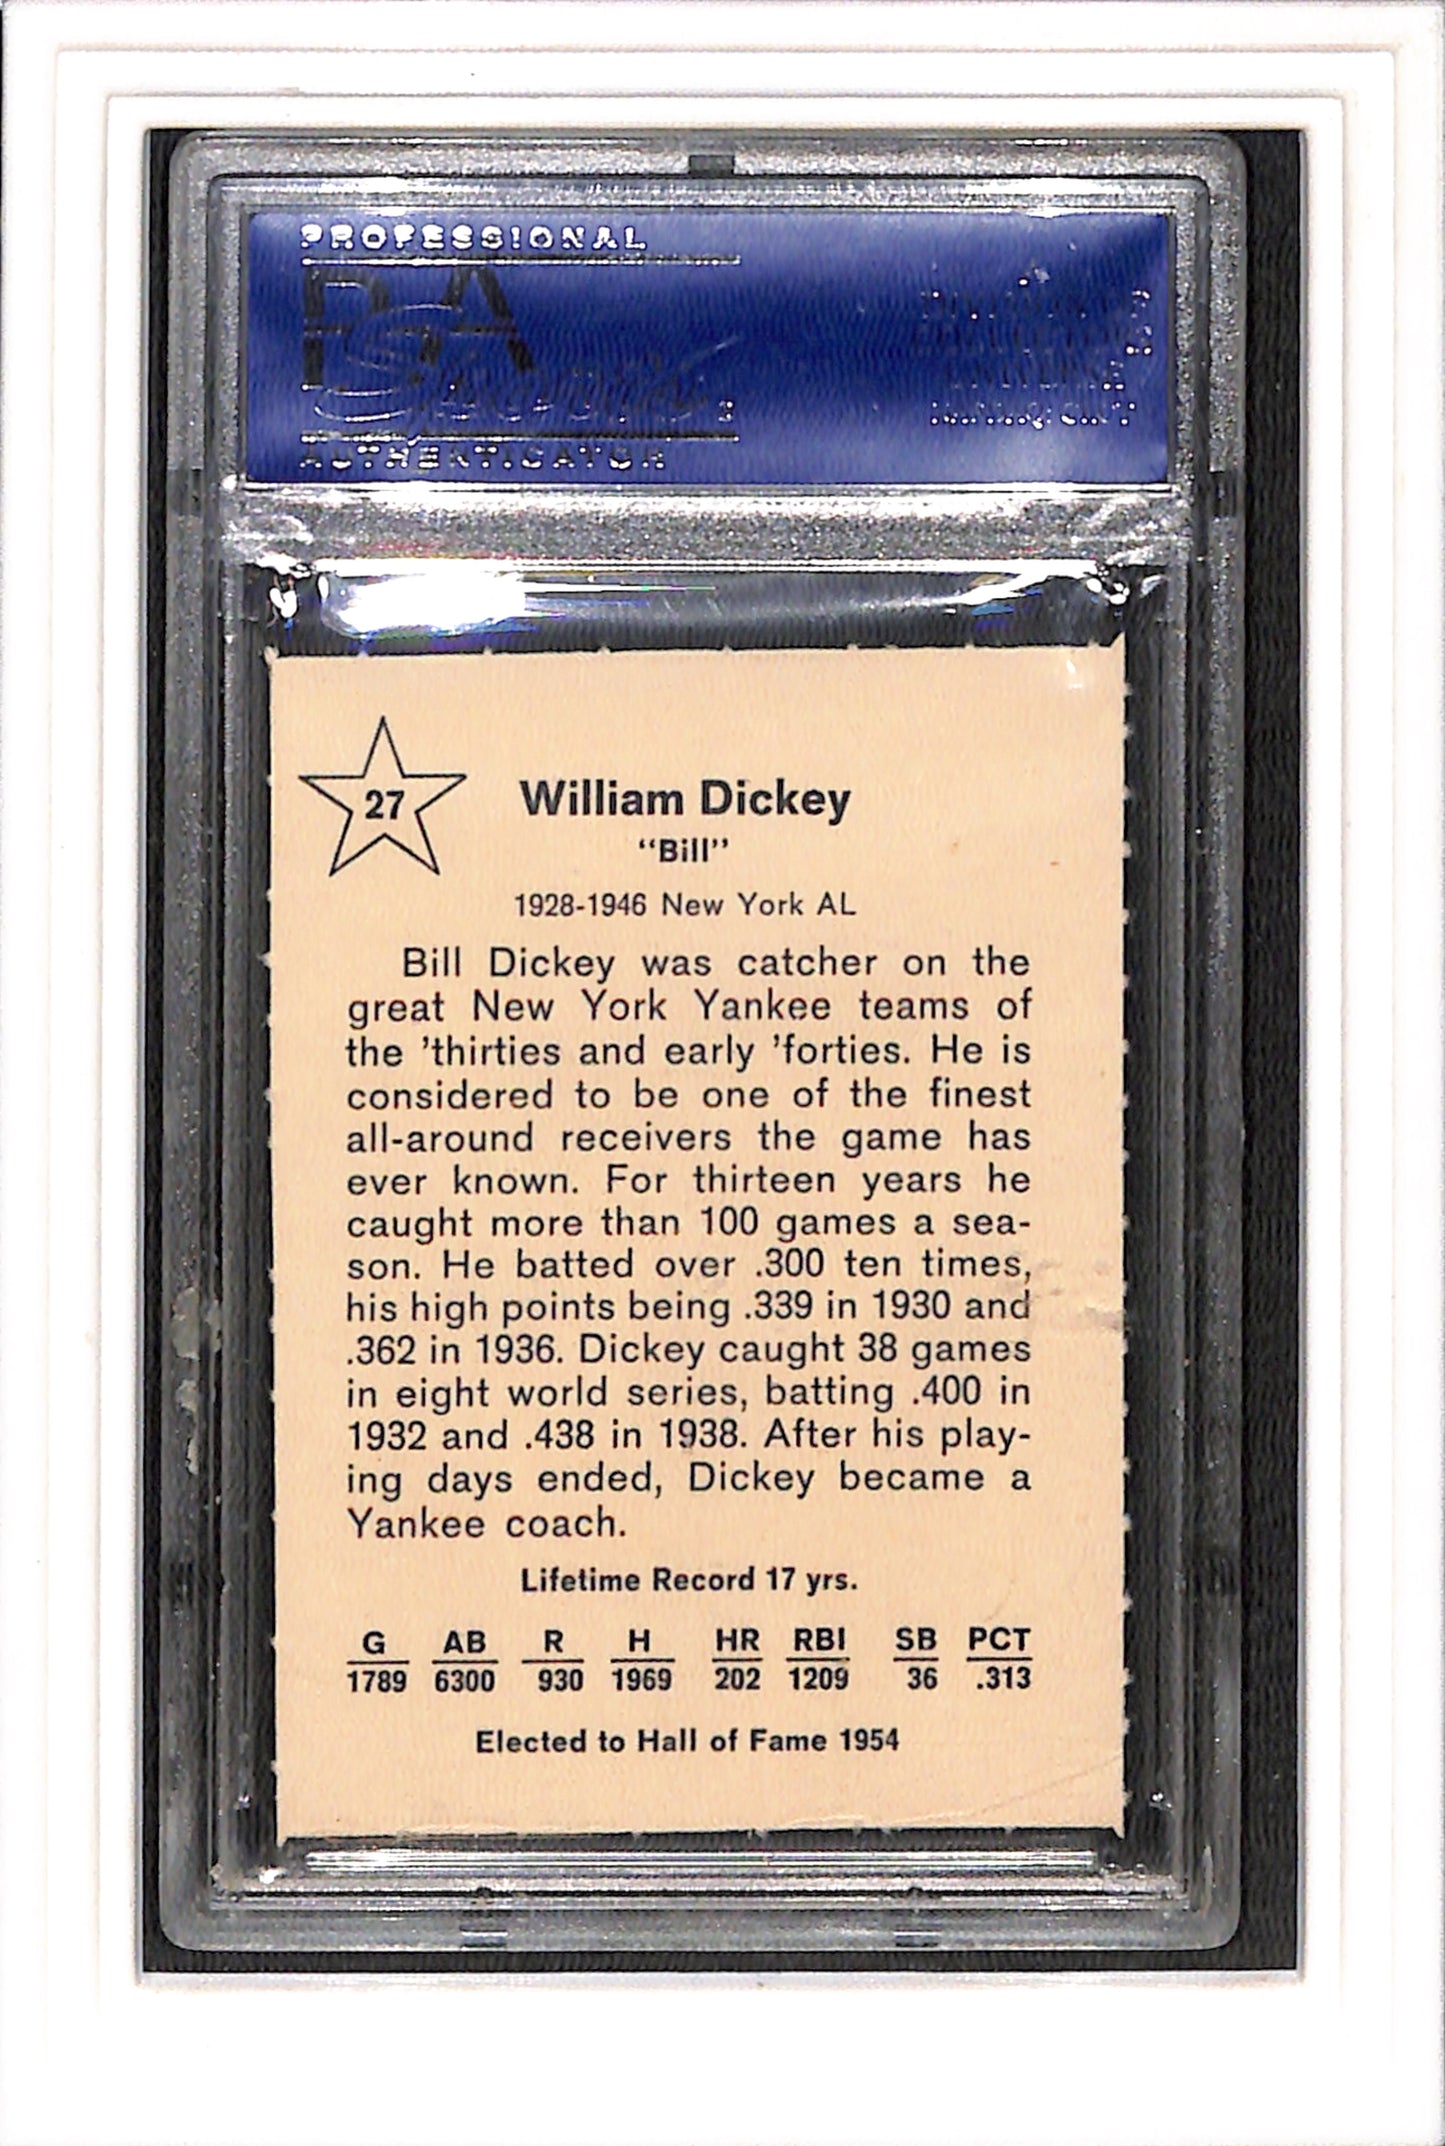 PROFESSIONAL
PSA
AUTHENTICATOR
27
William Dickey
“Bill”
1928-1946 New York AL
Bill Dickey was catcher on the
great New York Yankee teams of
the ’thirties and early ’forties. He is
considered to be one of the finest
all-around receivers the game has
ever known. For thirteen years he
caught more than 100 games a sea-
son. He batted over .300 ten times,
his high points being .339 in 1930 and
.362 in 1936. Dickey caught 38 games
in eight world series, batting .400 in
1932 and .438 in 1938. After his play-
ing days ended, Dickey became a
Yankee coach.
Lifetime Record 17 yrs.
G AB R H HR RBI SB PCT
1789 6300 930 1969 202 1209 36 .313
Elected to Hall of Fame 1954